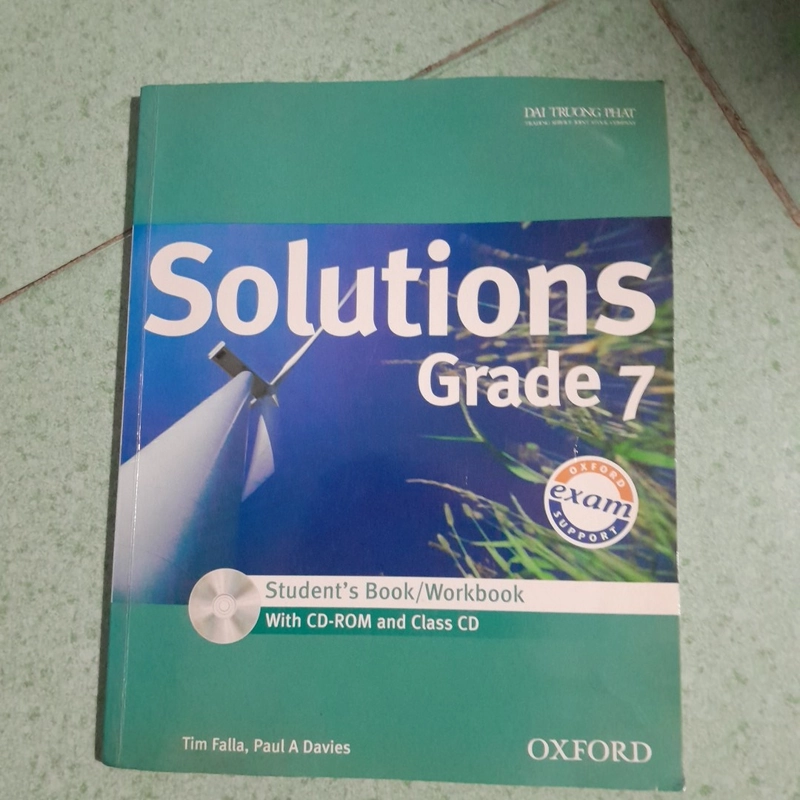 DAI TRUONG PHAT
Solutions
Grade 7
OXFORD
exam
SUPPORT
Student's Book/Workbook
With CD-ROM and Class CD
Tim Falla, Paul A Davies
OXFORD